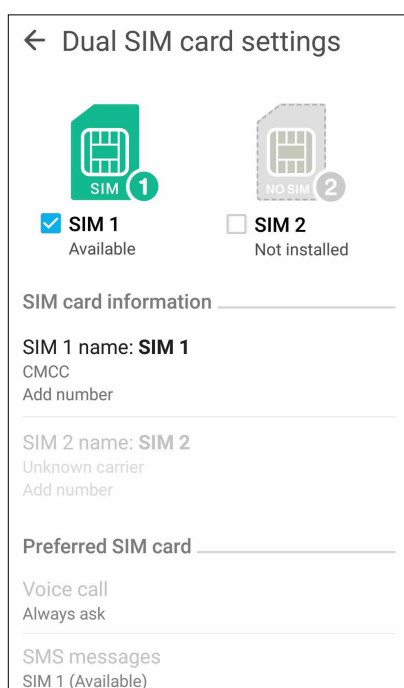 Dual SIM card settings
SIM 1
NO SIM 2
SIM 1
SIM 2
Available
Not installed
SIM card information
SIM 1 name: SIM 1
CMCC
Add number
SIM 2 name: SIM 2
Unknown carrier
Add number
Preferred SIM card
Voice call
Always ask
SMS messages
SIM 1 (Available)